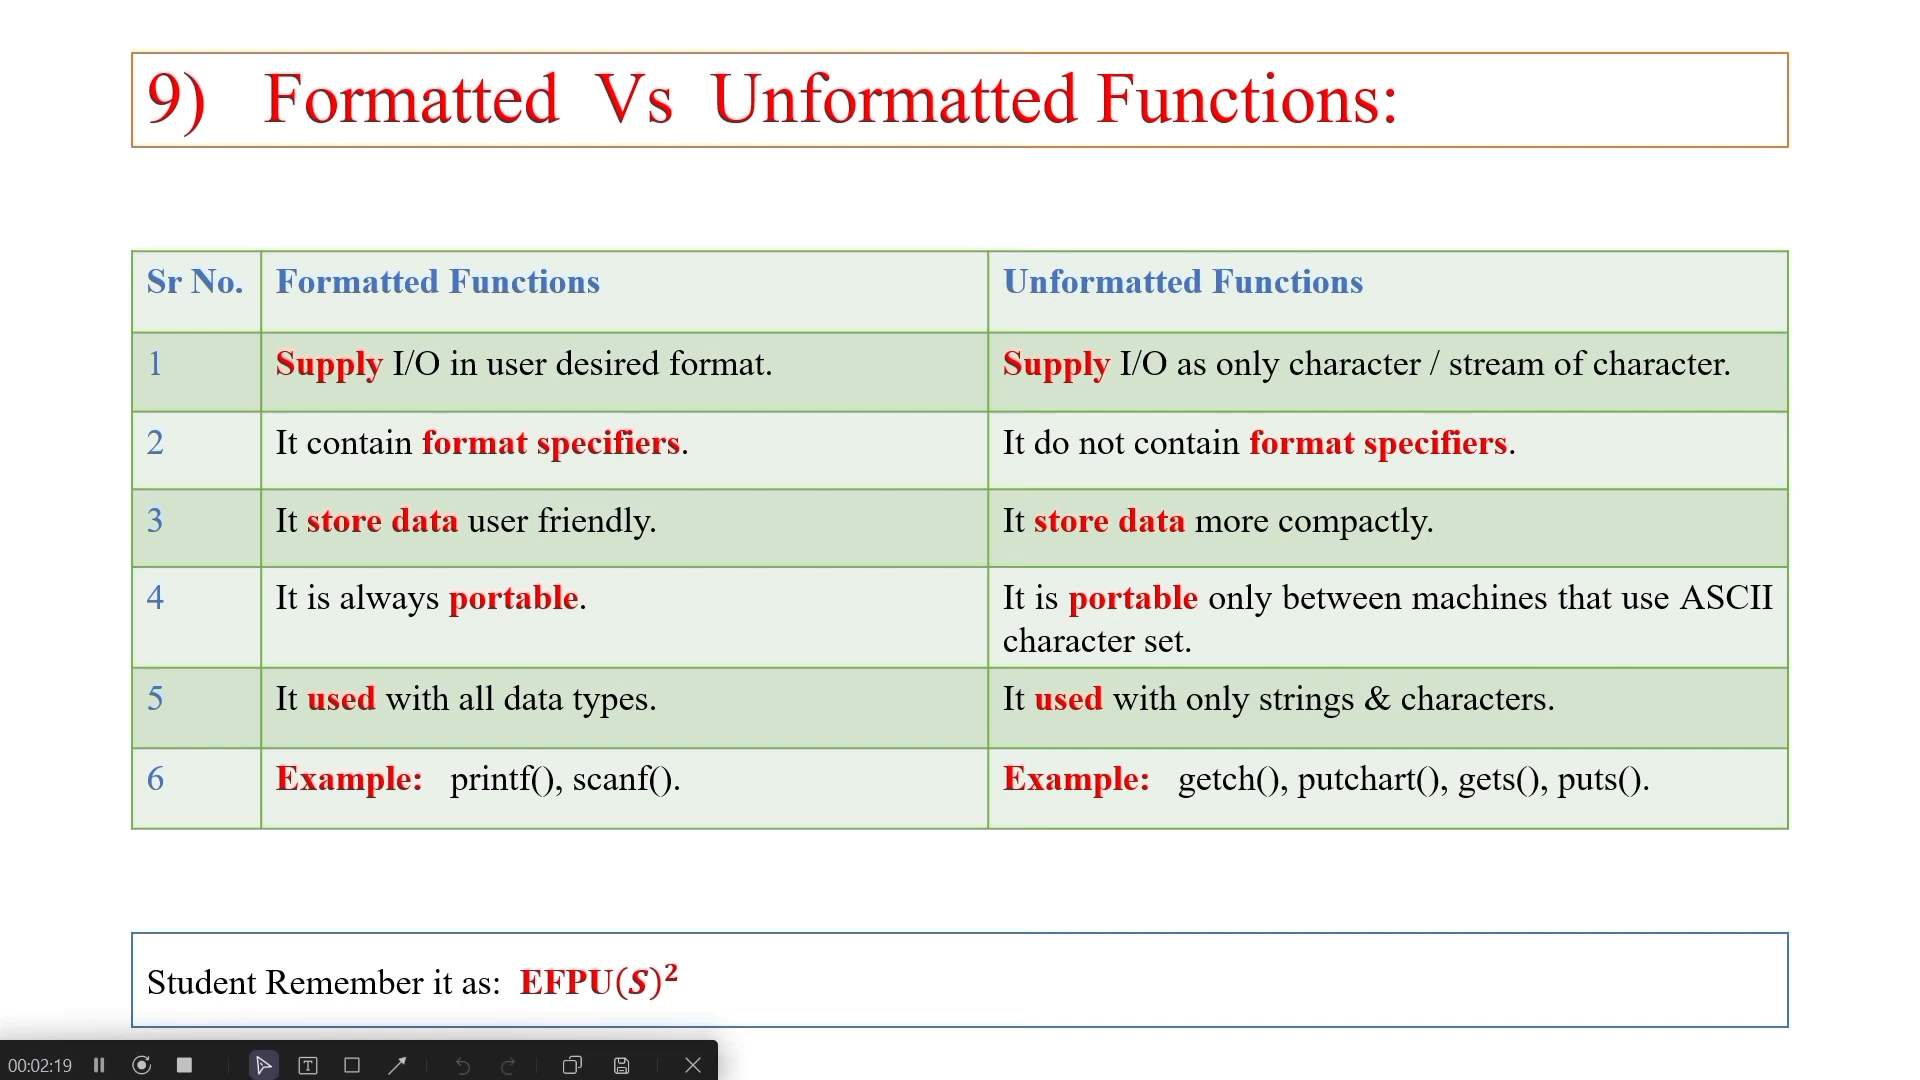 9) Formatted Vs Unformatted Functions:
Sr No. Formatted Functions Unformatted Functions
1 Supply I/O in user desired format. Supply I/O as only character / stream of character.
2 It contain format specifiers. It do not contain format specifiers.
3 It store data user friendly. It store data more compactly.
4 It is always portable. It is portable only between machines that use ASCII
character set.
5 It used with all data types. It used with only strings & characters.
6 Example: printf(), scanf(). Example: getch(), putchart(), gets(), puts().
Student Remember it as: EFPU(S)²
00:02:19